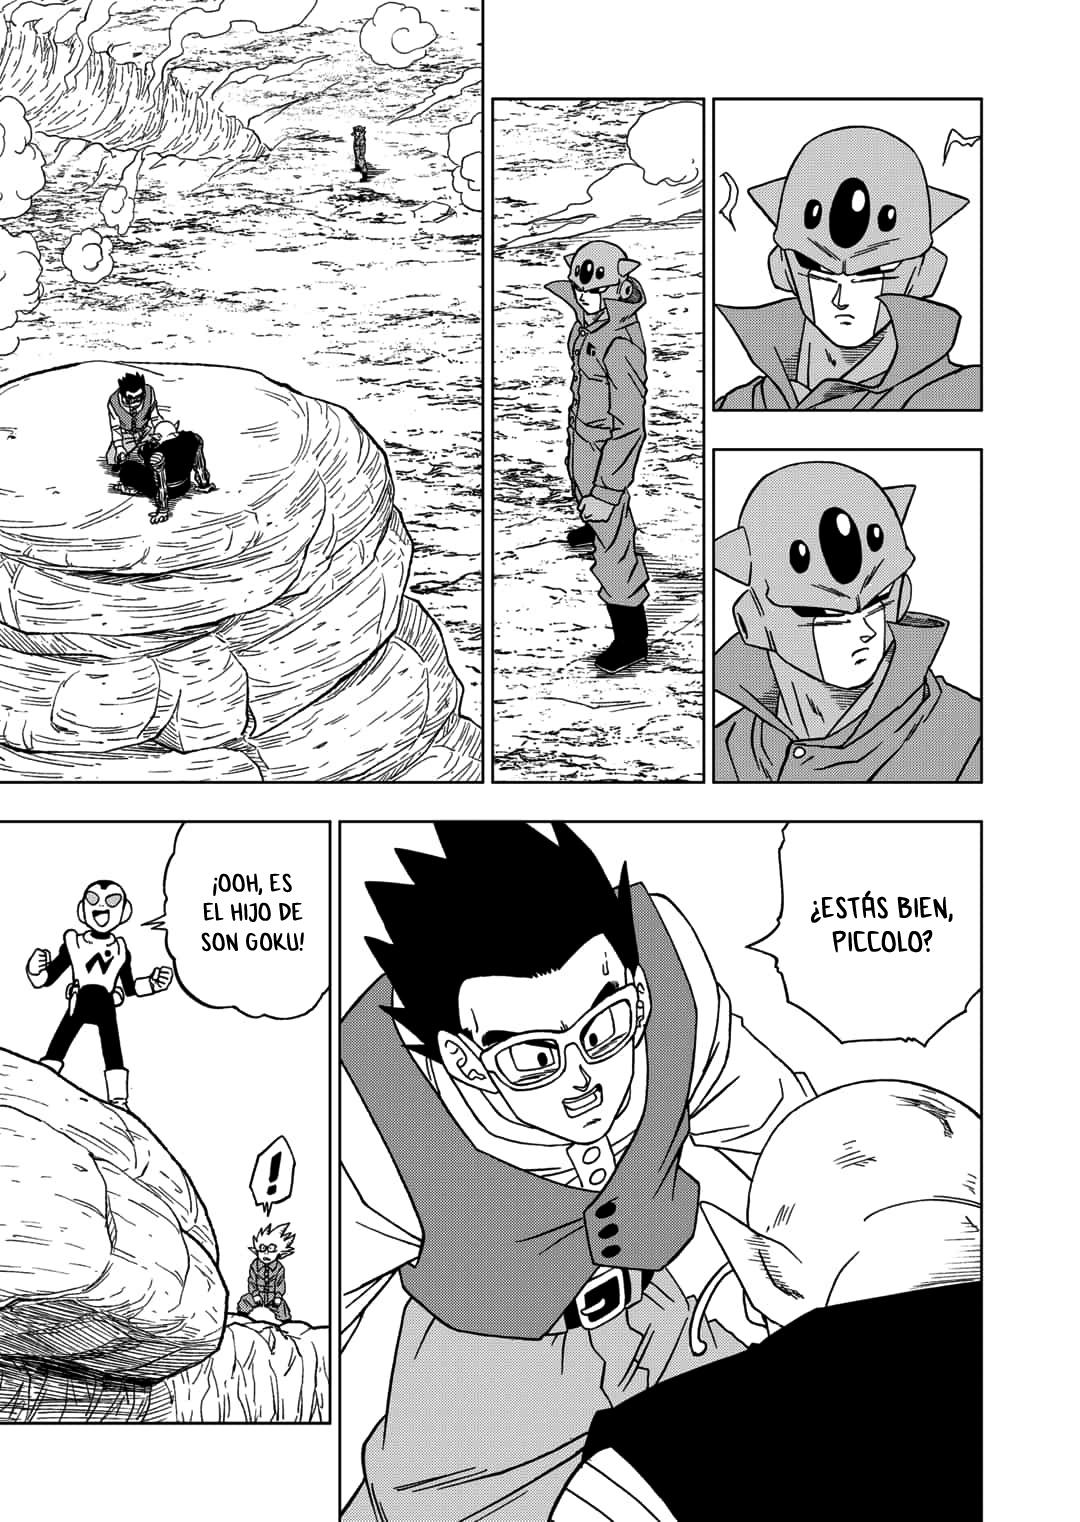 ¿ESTÁS BIEN,
PICCOLO?
¡OOH, ES
EL HIJO DE
SON GOKU!
!